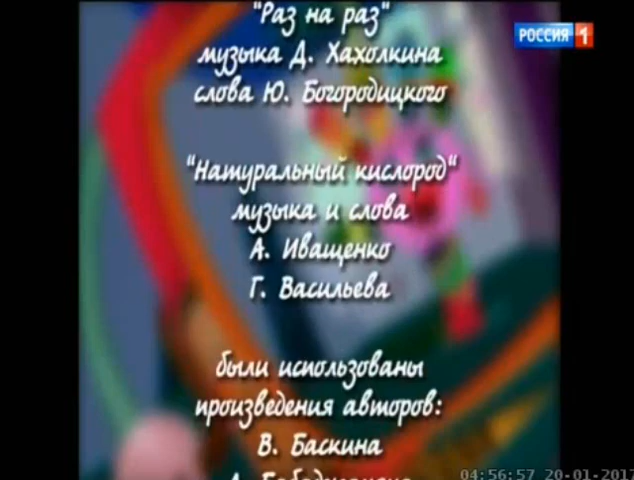 "Раз на раз"
РОССИЯ 1
музыка Д. Хахолкина
слова Ю. Богородицкого
"Натуральный кислород"
музыка и слова
А. Иващенко
Г. Васильева
были использованы
произведения авторов:
В. Баскина
04:56:57 20-01-2017